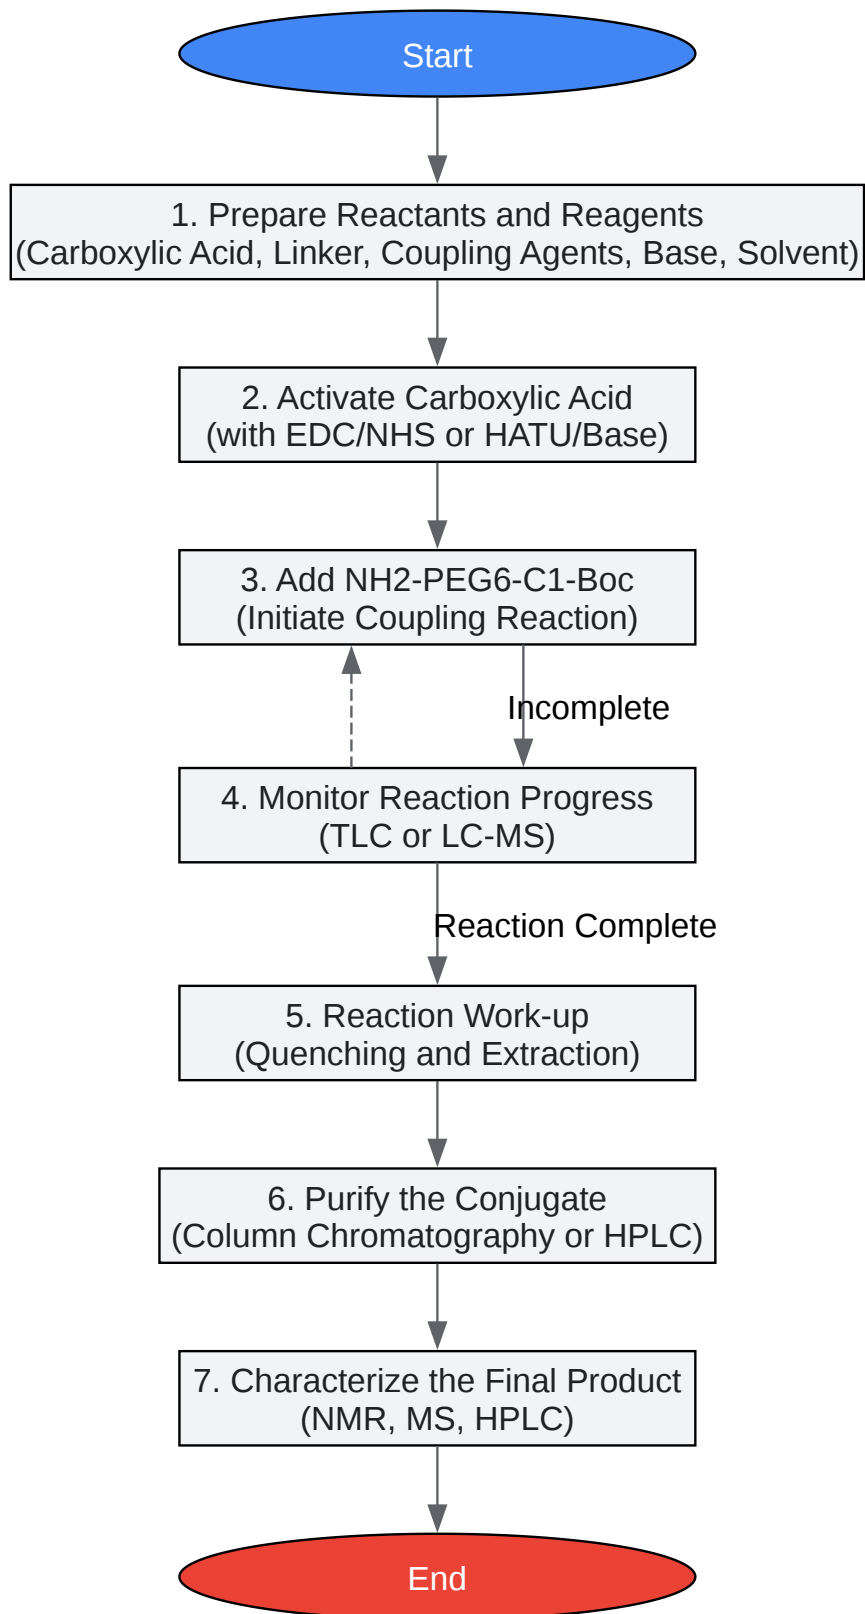 Start
1. Prepare Reactants and Reagents
(Carboxylic Acid, Linker, Coupling Agents, Base, Solvent)
2. Activate Carboxylic Acid
(with EDC/NHS or HATU/Base)
3. Add NH2-PEG6-C1-Boc
(Initiate Coupling Reaction)
Incomplete
4. Monitor Reaction Progress
(TLC or LC-MS)
Reaction Complete
5. Reaction Work-up
(Quenching and Extraction)
6. Purify the Conjugate
(Column Chromatography or HPLC)
7. Characterize the Final Product
(NMR, MS, HPLC)
End